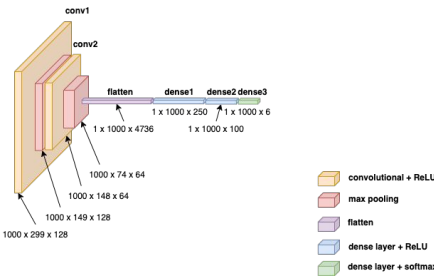 conv1
conv2
flatten
dense1
dense2
dense3
1 x 1000 x 250
1 x 1000 x 6
1 x 1000 x 4736
1 x 1000 x 100
1000 x 74 x 64
1000 x 148 x 64
1000 x 149 x 128
1000 x 299 x 128
convolutional + ReLU
max pooling
flatten
dense layer + ReLU
dense layer + softmax